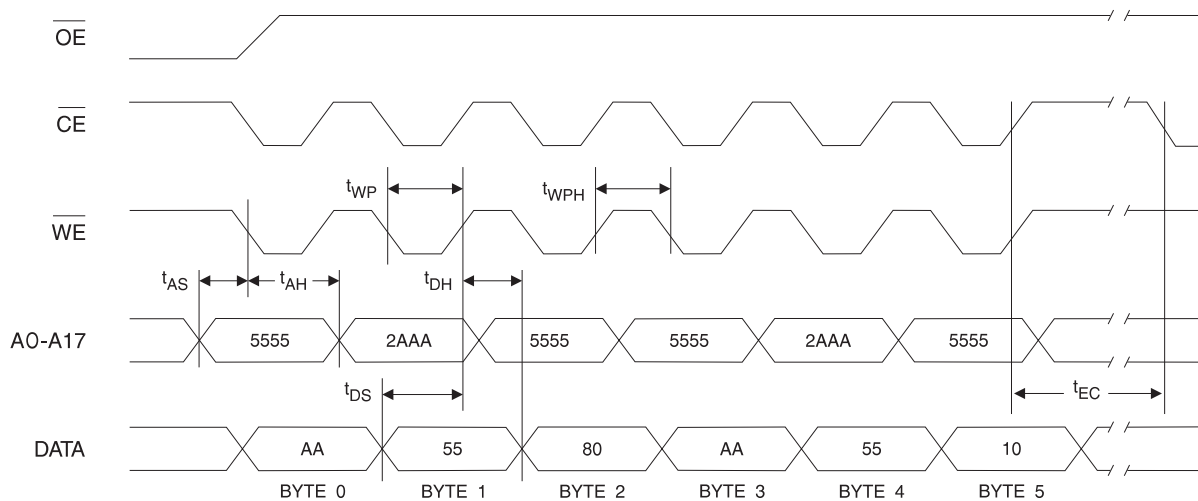 OE
CE
tWP tWPH
WE
tAS tAH tDH
A0-A17 5555 2AAA 5555 5555 2AAA 5555
tDS tEC
DATA AA 55 80 AA 55 10
BYTE 0 BYTE 1 BYTE 2 BYTE 3 BYTE 4 BYTE 5